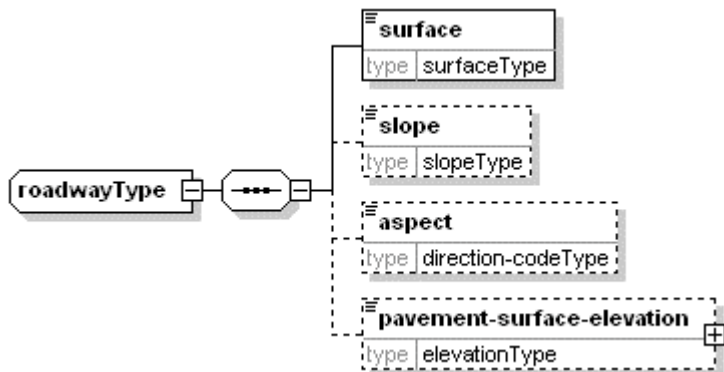 surface
type surfaceType
slope
type slopeType
roadwayType
aspect
type direction-codeType
pavement-surface-elevation
type elevationType